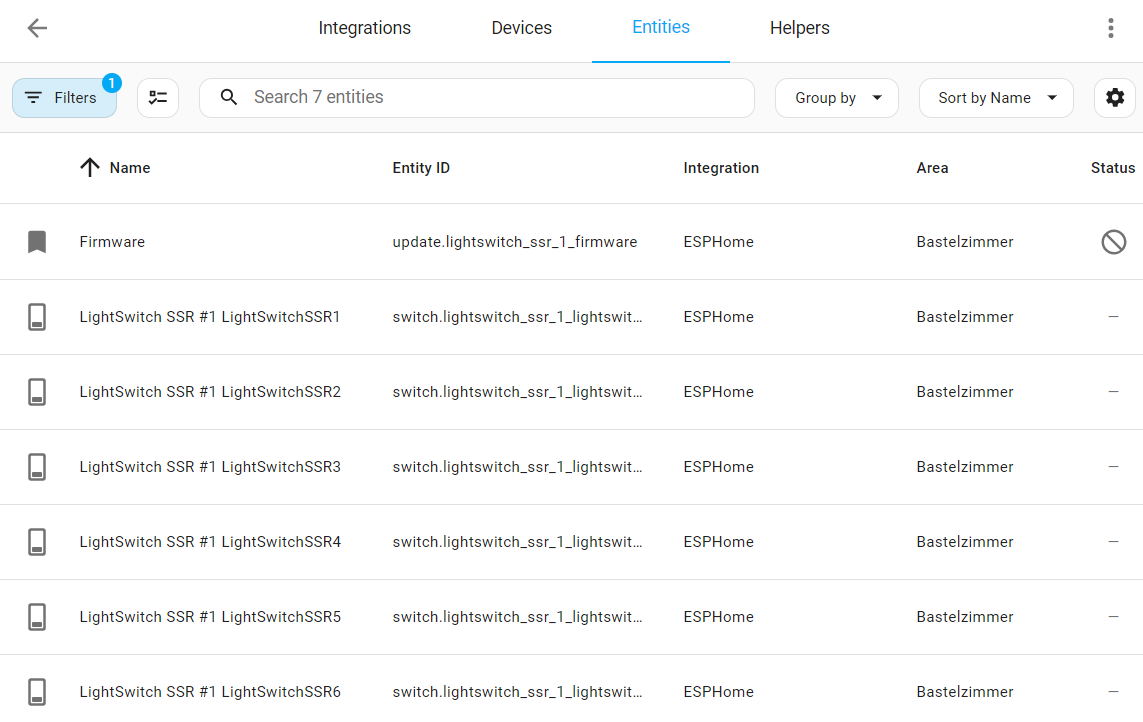 Integrations Devices Entities Helpers
Filters 1 Search 7 entities Group by Sort by Name
Name Entity ID Integration Area Status
Firmware update.lightswitch_ssr_1_firmware ESPHome Bastelzimmer
LightSwitch SSR #1 LightSwitchSSR1 switch.lightswitch_ssr_1_lightswit... ESPHome Bastelzimmer –
LightSwitch SSR #1 LightSwitchSSR2 switch.lightswitch_ssr_1_lightswit... ESPHome Bastelzimmer –
LightSwitch SSR #1 LightSwitchSSR3 switch.lightswitch_ssr_1_lightswit... ESPHome Bastelzimmer –
LightSwitch SSR #1 LightSwitchSSR4 switch.lightswitch_ssr_1_lightswit... ESPHome Bastelzimmer –
LightSwitch SSR #1 LightSwitchSSR5 switch.lightswitch_ssr_1_lightswit... ESPHome Bastelzimmer –
LightSwitch SSR #1 LightSwitchSSR6 switch.lightswitch_ssr_1_lightswit... ESPHome Bastelzimmer –